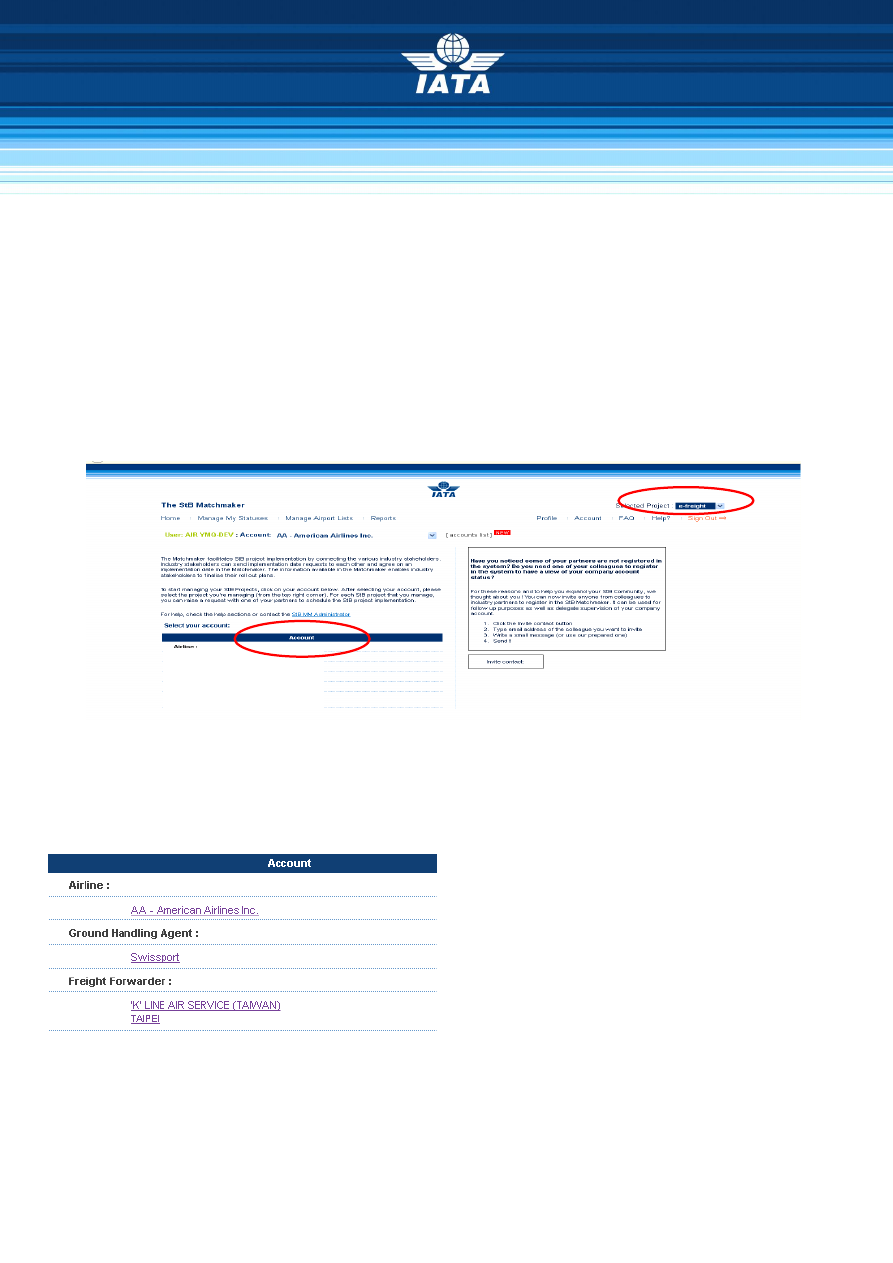 IATA
IATA
The StB Matchmaker
Selected Project : e-freight
Home Manage My Statuses Manage Airport Lists Reports
Profile Account FAQ Help? Sign Out
User: AIR YMQ-DEV : Account: AA - American Airlines Inc.
[ accounts list ] NEW
The Matchmaker facilitates StB project implementation by connecting the various industry stakeholders.
Industry stakeholders can send implementation date requests to each other and agree on an
implementation date in the Matchmaker. The information available in the Matchmaker enables industry
stakeholders to finalise their roll out plans.
To start managing your StB Projects, click on your account below. After selecting your account, please
select the project you're managing (from the top right corner). For each StB project that you manage,
you can raise a request with one of your partners to schedule the StB project implementation.
For help, check the help sections or contact the StB MM Administrator
Select your account:
Account
Airline :
Have you noticed some of your partners are not registered in
the system? Do you need one of your colleagues to register
in the system to have a view of your company account
status?
For these reasons and to help you expand your StB Community, we
thought about you ! You can now invite anyone from colleagues to
industry partners to register in the StB Matchmaker. It can be used for
follow up purposes as well as delegate supervision of your company
account.
1. Click the invite contact button
2. Type email address of the colleague you want to invite
3. Write a small message (or use our prepared one)
4. Send !!
Invite contact
Account
Airline :
AA - American Airlines Inc.
Ground Handling Agent :
Swissport
Freight Forwarder :
'K' LINE AIR SERVICE (TAIWAN)
TAIPEI